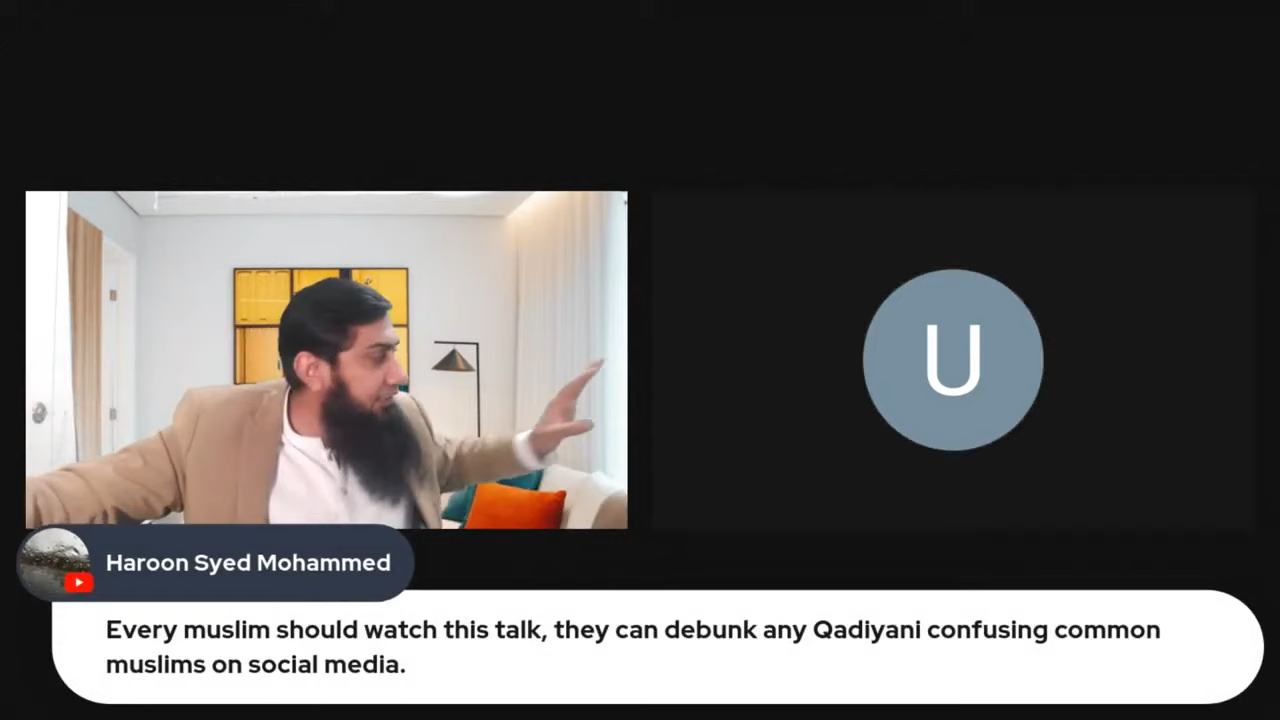 U
Haroon Syed Mohammed
Every muslim should watch this talk, they can debunk any Qadiyani confusing common
muslims on social media.